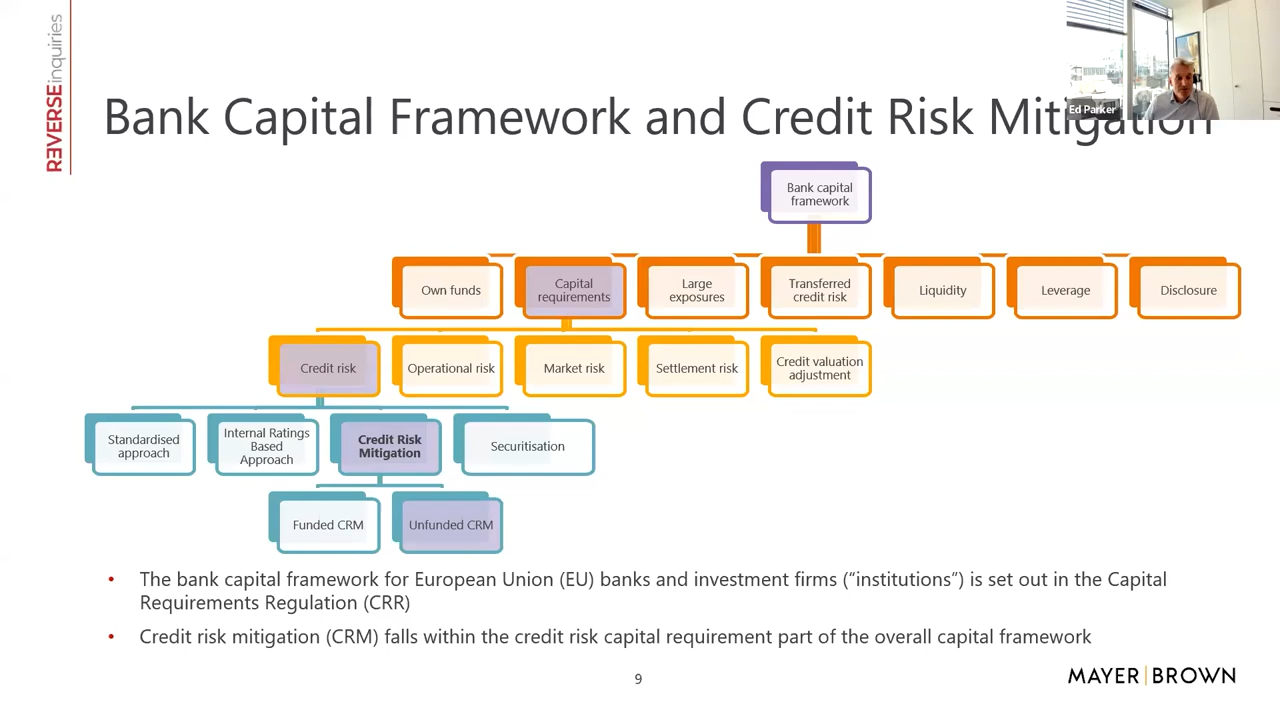 REVERSEinquiries
Ed Parker
Bank Capital Framework and Credit Risk Mitigation
Bank capital
framework
Own funds
Capital
requirements
Large
exposures
Transferred
credit risk
Liquidity
Leverage
Disclosure
Credit risk
Operational risk
Market risk
Settlement risk
Credit valuation
adjustment
Standardised
approach
Internal Ratings
Based
Approach
Credit Risk
Mitigation
Securitisation
Funded CRM
Unfunded CRM
• The bank capital framework for European Union (EU) banks and investment firms (“institutions”) is set out in the Capital
Requirements Regulation (CRR)
• Credit risk mitigation (CRM) falls within the credit risk capital requirement part of the overall capital framework
9
MAYER|BROWN